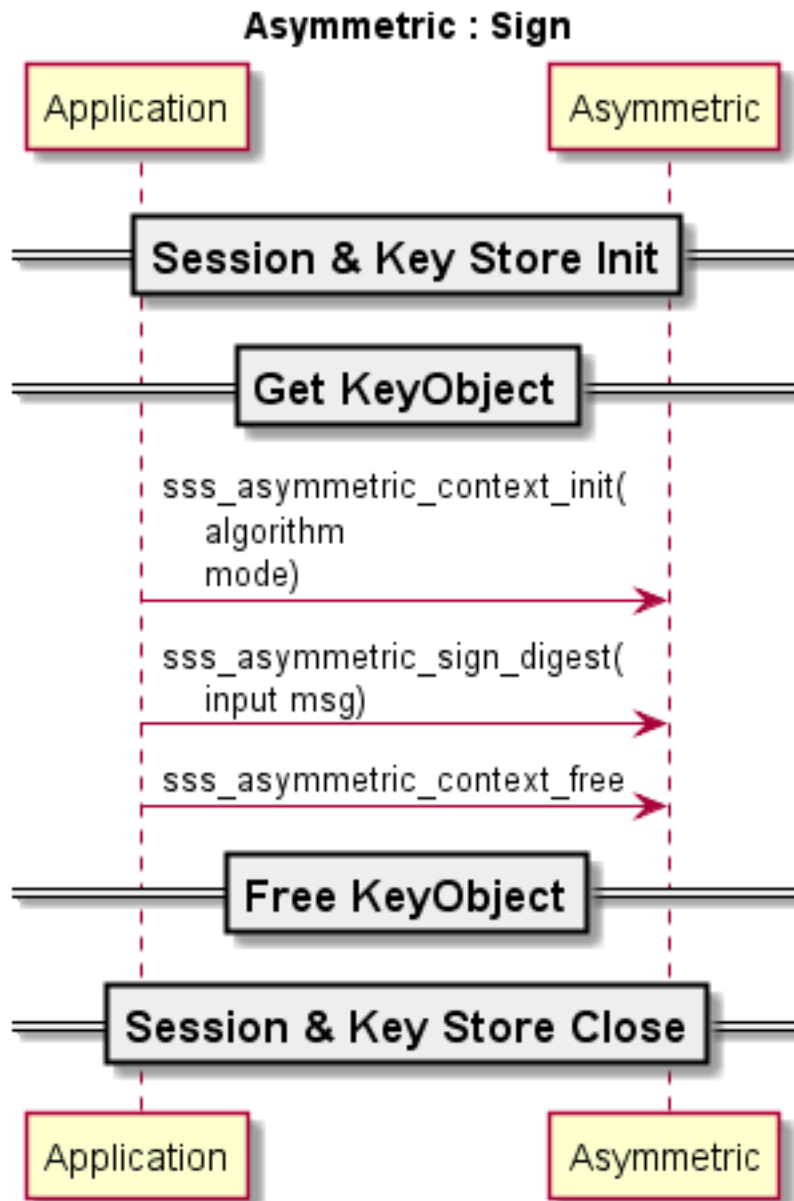 Asymmetric : Sign
Application
Asymmetric
Session & Key Store Init
Get KeyObject
sss_asymmetric_context_init(
algorithm
mode)
sss_asymmetric_sign_digest(
input msg)
sss_asymmetric_context_free
Free KeyObject
Session & Key Store Close
Application
Asymmetric